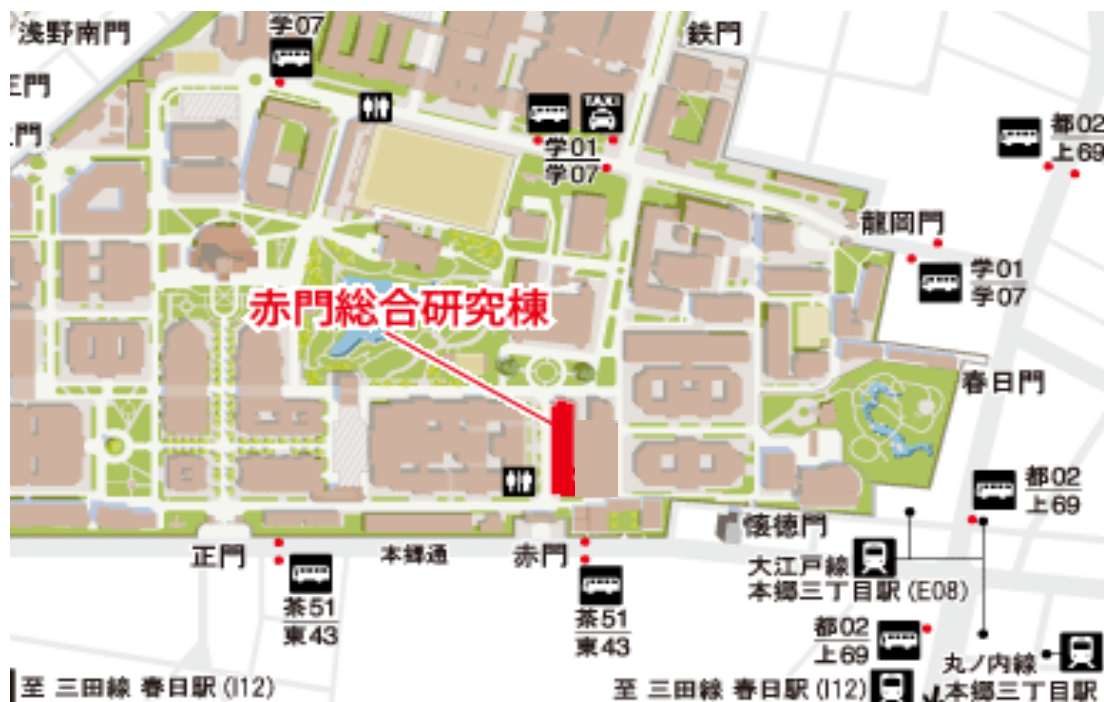 浅野南門
学07
鉄門
門
門
TAXI
学01
学07
都02
上69
龍岡門
学01
学07
赤門総合研究棟
春日門
都02
上69
正門
本郷通
赤門
懐徳門
大江戸線
本郷三丁目駅(E08)
茶51
東43
茶51
東43
都02
上69
丸ノ内線
本郷三丁目駅
至 三田線 春日駅(I12)
至 三田線 春日駅(I12)